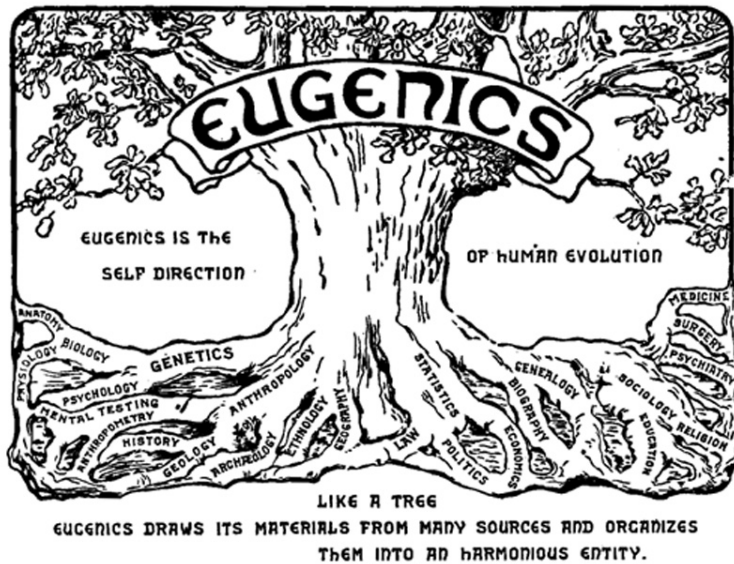 EUGENICS
EUGENICS IS THE
SELF DIRECTION
OF HUMAN EVOLUTION
ANATOMY
PHYSIOLOGY
BIOLOGY
GENETICS
PSYCHOLOGY
MENTAL TESTING
ANTHROPOMETRY
HISTORY
GEOLOGY
ANTHROPOLOGY
ARCHÆOLOGY
ETHNOLOGY
GEOGRAPHY
LAW
STATISTICS
POLITICS
ECONOMICS
BIOGRAPHY
GENEALOGY
EDUCATION
SOCIOLOGY
RELIGION
PSYCHIATRY
SURGERY
MEDICINE
LIKE A TREE
EUGENICS DRAWS ITS MATERIALS FROM MANY SOURCES AND ORGANIZES
THEM INTO AN HARMONIOUS ENTITY.